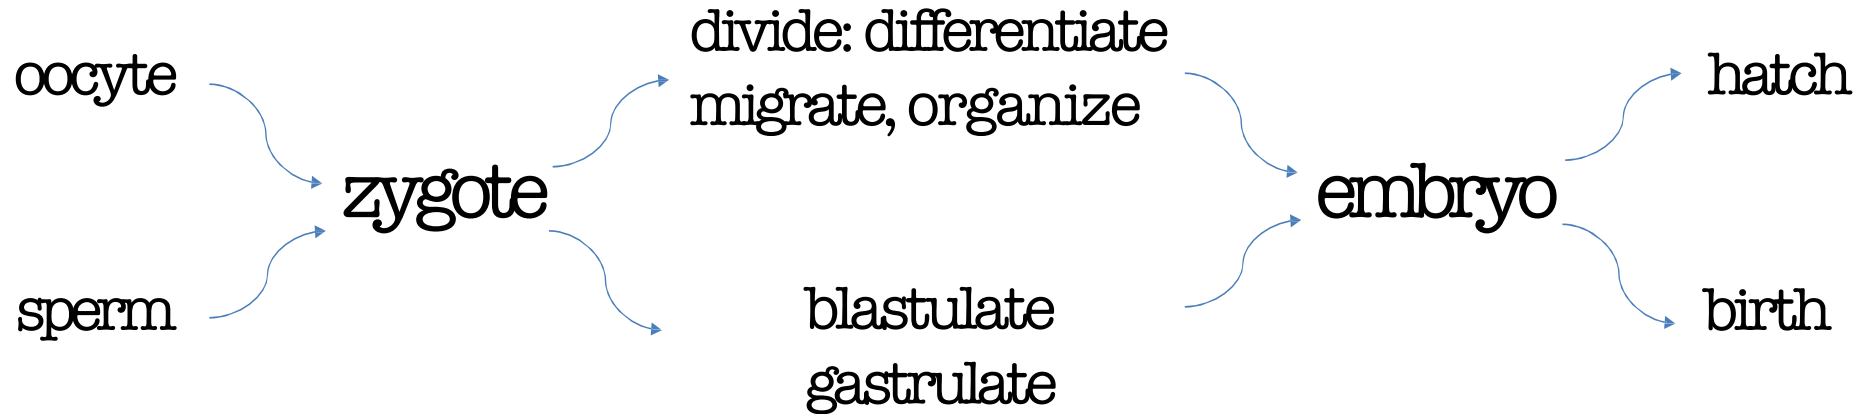 oocyte
sperm
zygote
divide: differentiate
migrate, organize
blastulate
gastrulate
embryo
hatch
birth